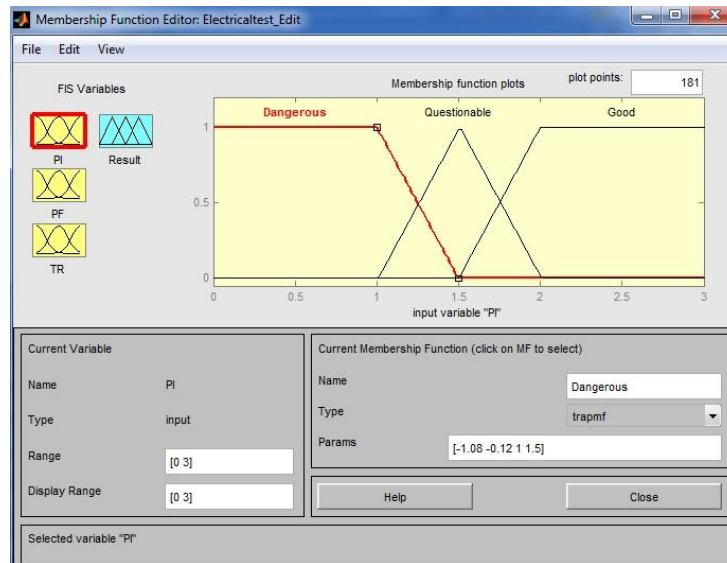 Membership Function Editor: Electricaltest_Edit
File Edit View
FIS Variables
Membership function plots
plot points: 181
PI
Result
PF
TR
Dangerous
Questionable
Good
1
0.5
0
0 0.5 1 1.5 2 2.5 3
input variable "PI"
Current Variable
Name PI
Type input
Range [0 3]
Display Range [0 3]
Current Membership Function (click on MF to select)
Name Dangerous
Type trapmf
Params [-1.08 -0.12 1 1.5]
Help Close
Selected variable "PI"